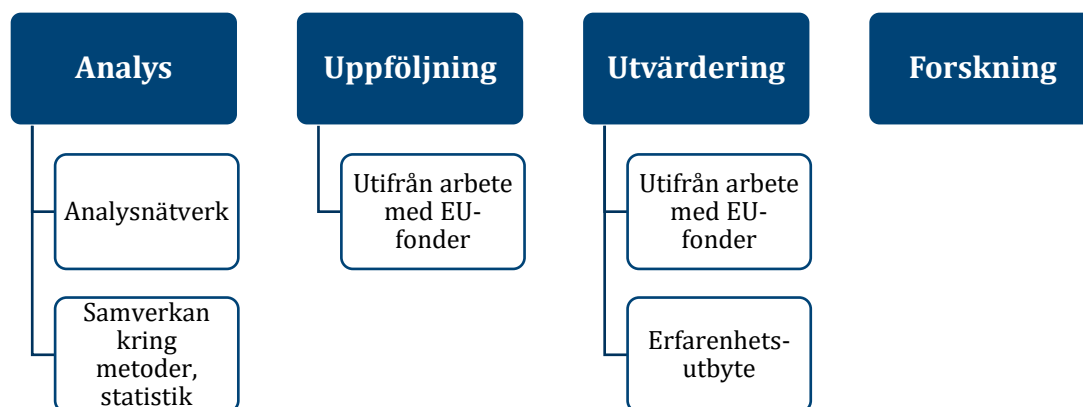 Analys
Analysnätverk
Samverkan
kring
metoder,
statistik
Uppföljning
Utifrån arbete
med EU-
fonder
Utvärdering
Utifrån arbete
med EU-
fonder
Erfarenhets-
utbyte
Forskning